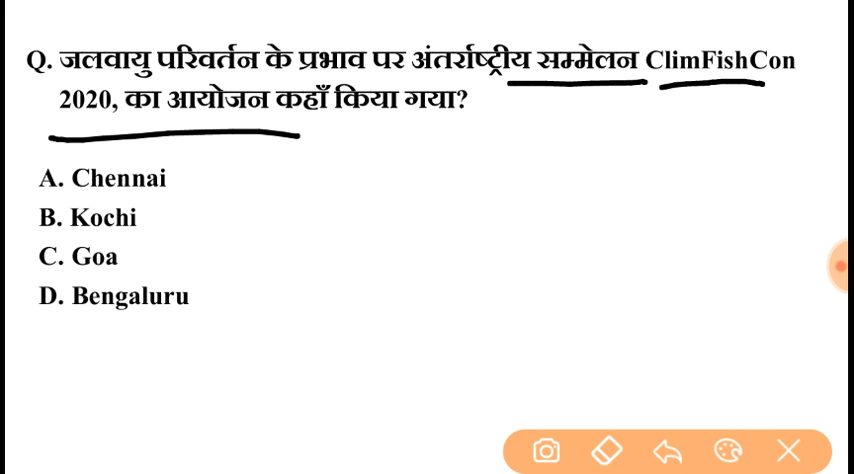 Q. जलवायु परिवर्तन के प्रभाव पर अंतर्राष्ट्रीय सम्मेलन ClimFishCon
2020, का आयोजन कहाँ किया गया?
A. Chennai
B. Kochi
C. Goa
D. Bengaluru